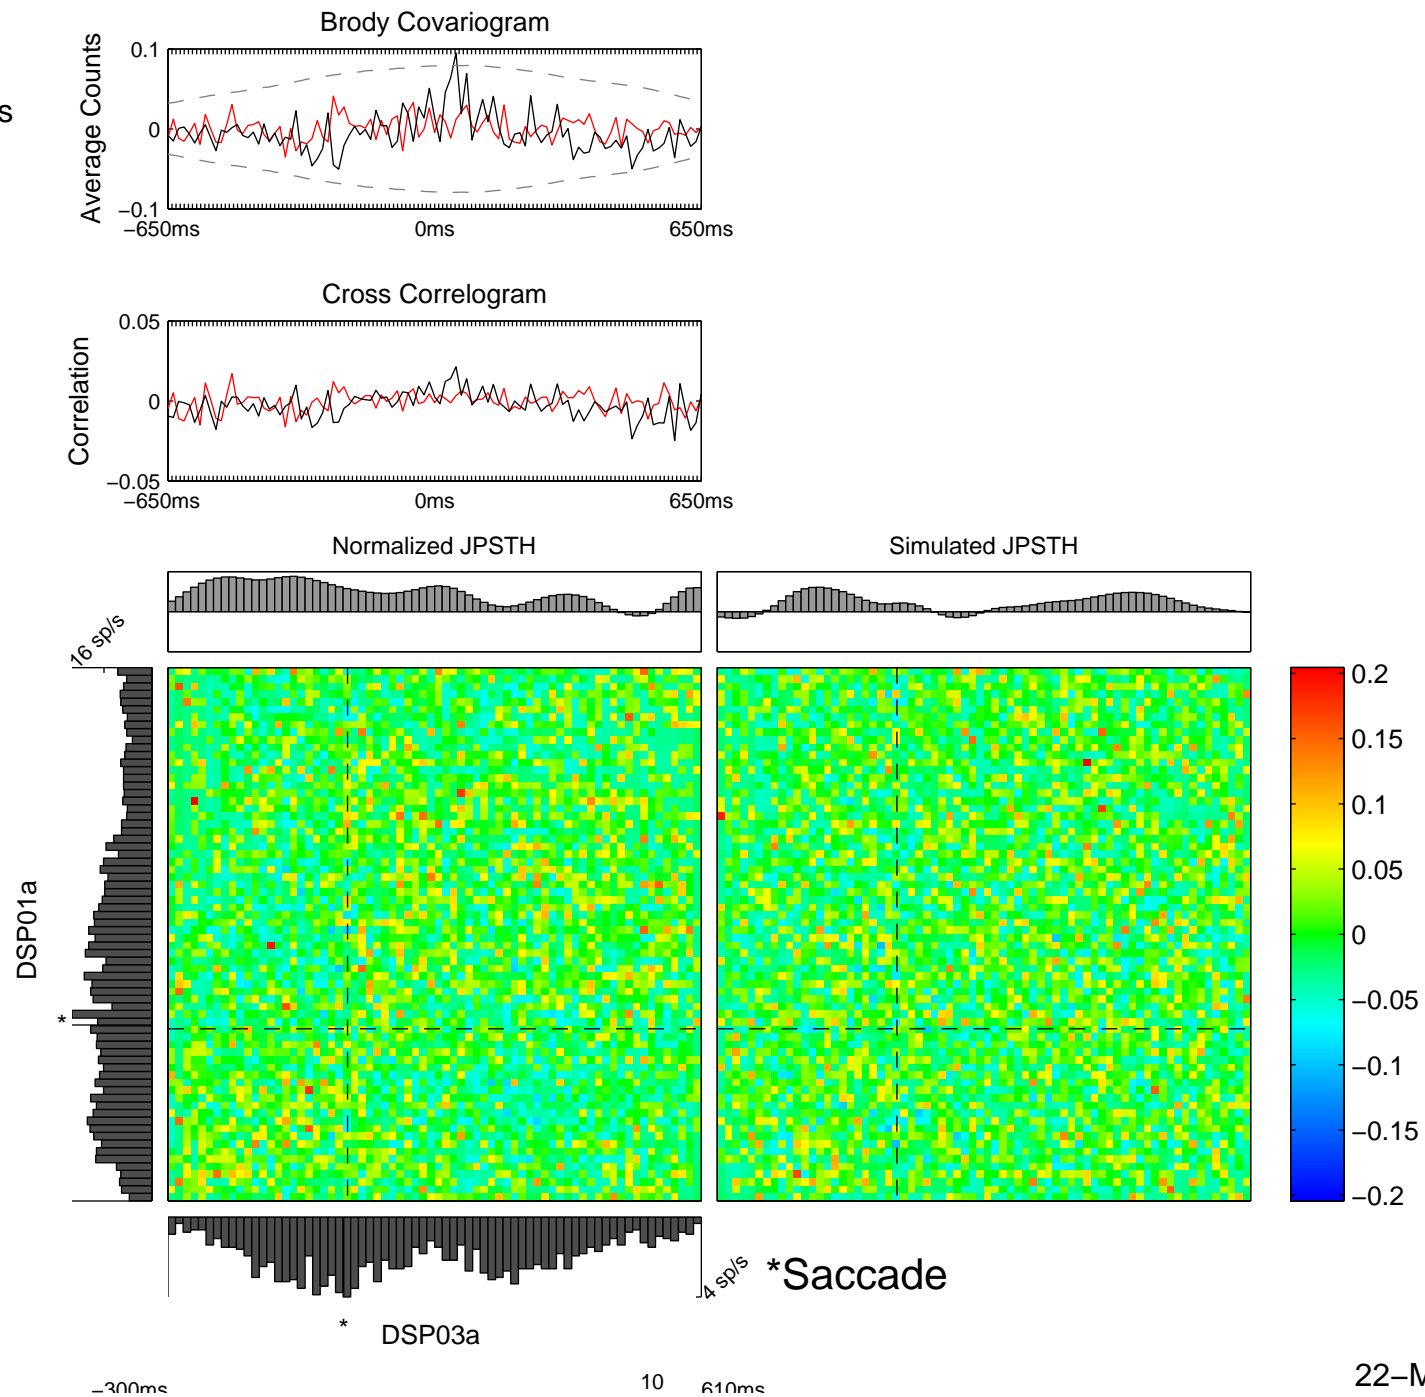 Brody Covariogram
s
Average Counts
0.1
0
−0.1
−650ms
0ms
650ms
Cross Correlogram
Correlation
0.05
0
−0.05
−650ms
0ms
650ms
Normalized JPSTH
Simulated JPSTH
16 sp/s
DSP01a
*
0.2
0.15
0.1
0.05
0
−0.05
−0.1
−0.15
−0.2
4 sp/s
*Saccade
*
DSP03a
−300ms
10
610ms
22−M